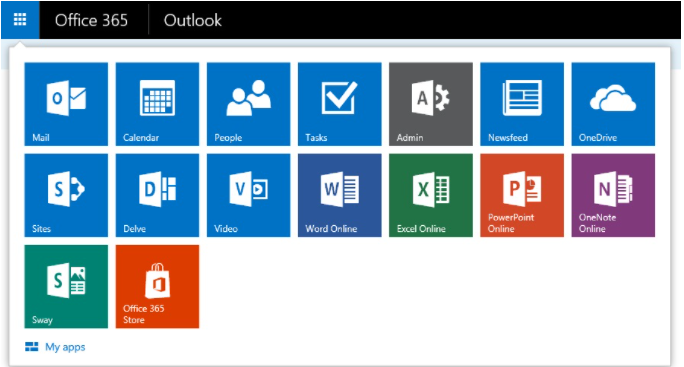 Office 365 Outlook
Mail Calendar People Tasks Admin Newsfeed OneDrive
Sites Delve Video Word Online Excel Online PowerPoint Online OneNote Online
Sway Office 365 Store
My apps